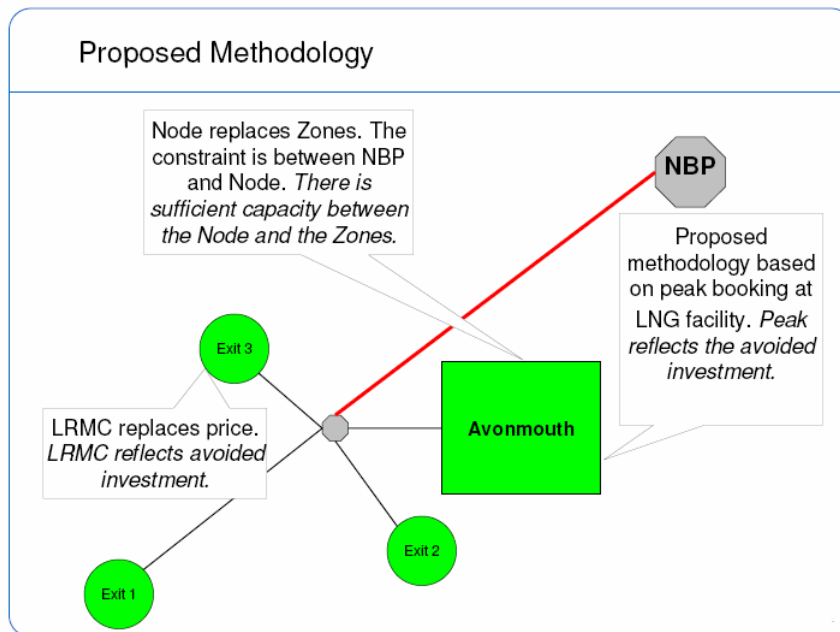 Proposed Methodology
Node replaces Zones. The
constraint is between NBP
and Node. There is
sufficient capacity between
the Node and the Zones.
NBP
Proposed
methodology based
on peak booking at
LNG facility. Peak
reflects the avoided
investment.
Exit 3
LRMC replaces price.
LRMC reflects avoided
investment.
Avonmouth
Exit 2
Exit 1